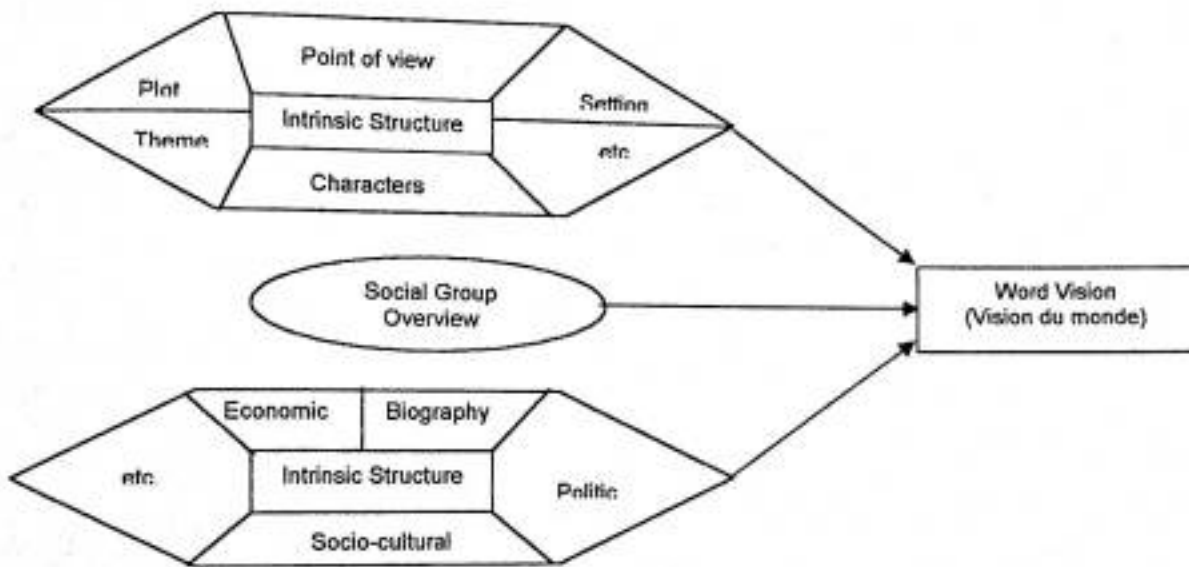 Point of view
Plot
Setting
Intrinsic Structure
Theme
etc
Characters
Social Group
Overview
Word Vision
(Vision du monde)
Economic
Biography
etc.
Intrinsic Structure
Politic
Socio-cultural